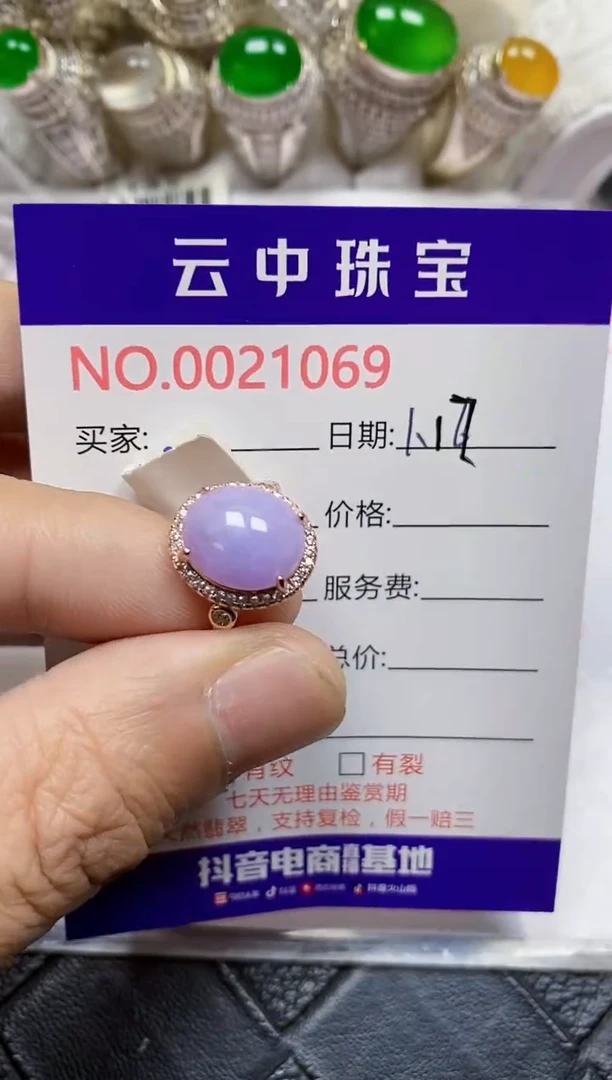 云中珠宝
NO.0021069
买家:
日期:
价格:
服务费:
总价:
有纹 有裂
七天无理由鉴赏期
天然翡翠，支持复检，假一赔三
抖音电商直播基地